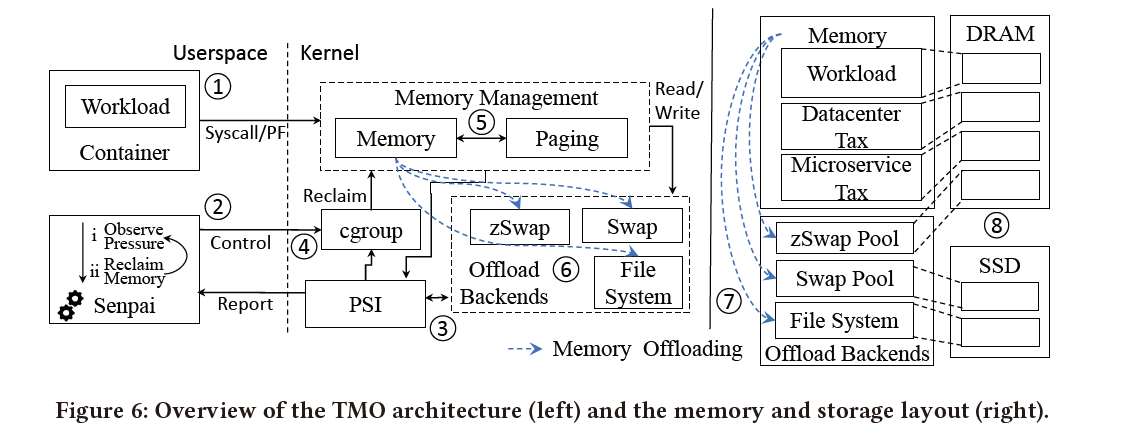 Userspace
Kernel
①
Workload
Container
Syscall/PF
Memory Management
Memory
⑤
Paging
Read/
Write
②
i Observe
Pressure
ii Reclaim
Memory
Senpai
Control
Report
Reclaim
④
cgroup
PSI
③
zSwap
Swap
Offload
Backends
⑥
File
System
Memory Offloading
Memory
Workload
Datacenter
Tax
Microservice
Tax
zSwap Pool
Swap Pool
File System
Offload Backends
⑦
DRAM
⑧
SSD
Figure 6: Overview of the TMO architecture (left) and the memory and storage layout (right).